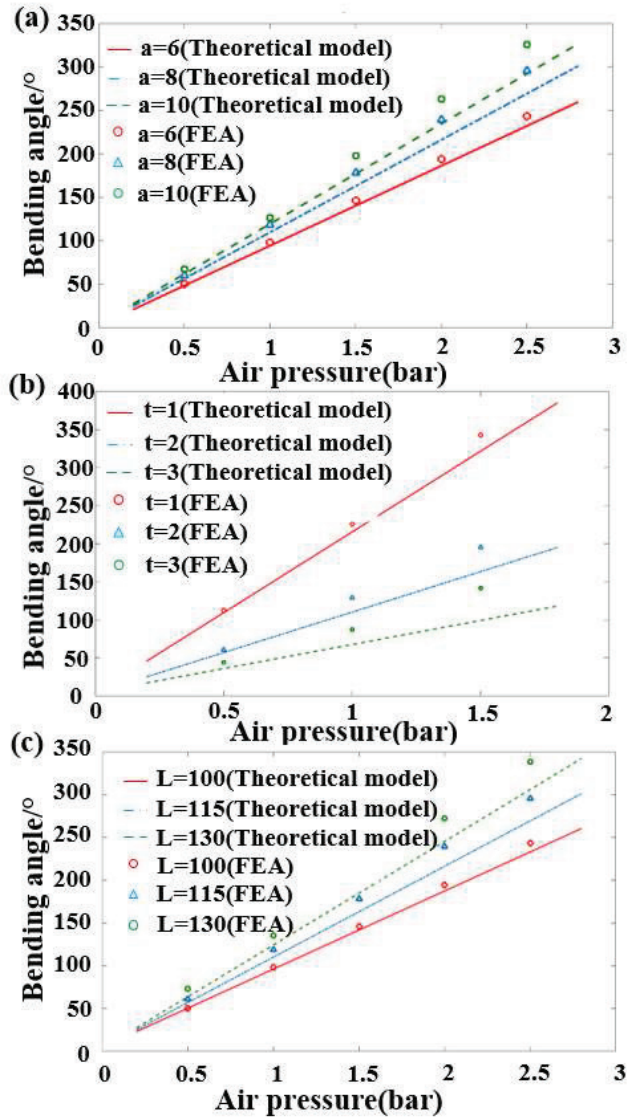 (a)
350
300
250
200
150
100
50
0
Bending angle/°
a=6(Theoretical model)
a=8(Theoretical model)
a=10(Theoretical model)
a=6(FEA)
a=8(FEA)
a=10(FEA)
0 0.5 1 1.5 2 2.5 3
Air pressure(bar)
(b)
400
350
300
250
200
150
100
50
0
Bending angle/°
t=1(Theoretical model)
t=2(Theoretical model)
t=3(Theoretical model)
t=1(FEA)
t=2(FEA)
t=3(FEA)
0 0.5 1 1.5 2
Air pressure(bar)
(c)
350
300
250
200
150
100
50
0
Bending angle/°
L=100(Theoretical model)
L=115(Theoretical model)
L=130(Theoretical model)
L=100(FEA)
L=115(FEA)
L=130(FEA)
0 0.5 1 1.5 2 2.5 3
Air pressure(bar)